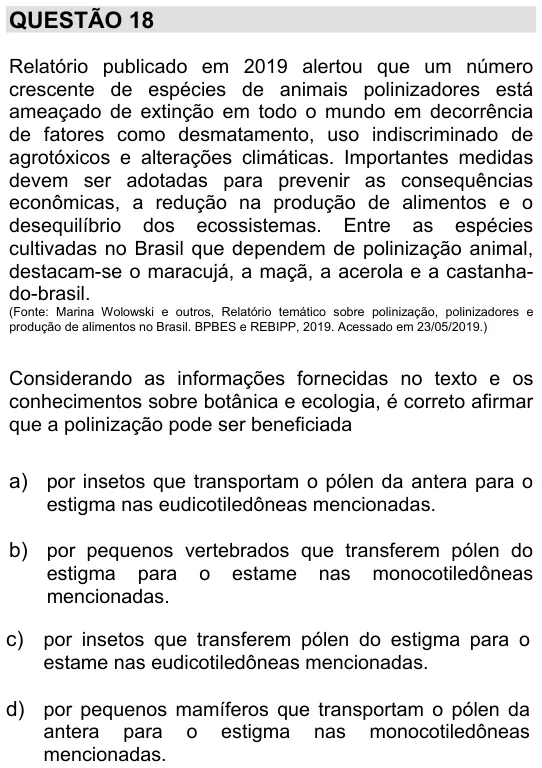 QUESTÃO 18
Relatório publicado em 2019 alertou que um número
crescente de espécies de animais polinizadores está
ameaçado de extinção em todo o mundo em decorrência
de fatores como desmatamento, uso indiscriminado de
agrotóxicos e alterações climáticas. Importantes medidas
devem ser adotadas para prevenir as consequências
econômicas, a redução na produção de alimentos e o
desequilíbrio dos ecossistemas. Entre as espécies
cultivadas no Brasil que dependem de polinização animal,
destacam-se o maracujá, a maçã, a acerola e a castanha-
do-brasil.
(Fonte: Marina Wolowski e outros, Relatório temático sobre polinização, polinizadores e
produção de alimentos no Brasil. BPBES e REBIPP, 2019. Acessado em 23/05/2019.)
Considerando as informações fornecidas no texto e os
conhecimentos sobre botânica e ecologia, é correto afirmar
que a polinização pode ser beneficiada
a) por insetos que transportam o pólen da antera para o
estigma nas eudicotiledôneas mencionadas.
b) por pequenos vertebrados que transferem pólen do
estigma para o estame nas monocotiledôneas
mencionadas.
c) por insetos que transferem pólen do estigma para o
estame nas eudicotiledôneas mencionadas.
d) por pequenos mamíferos que transportam o pólen da
antera para o estigma nas monocotiledôneas
mencionadas.